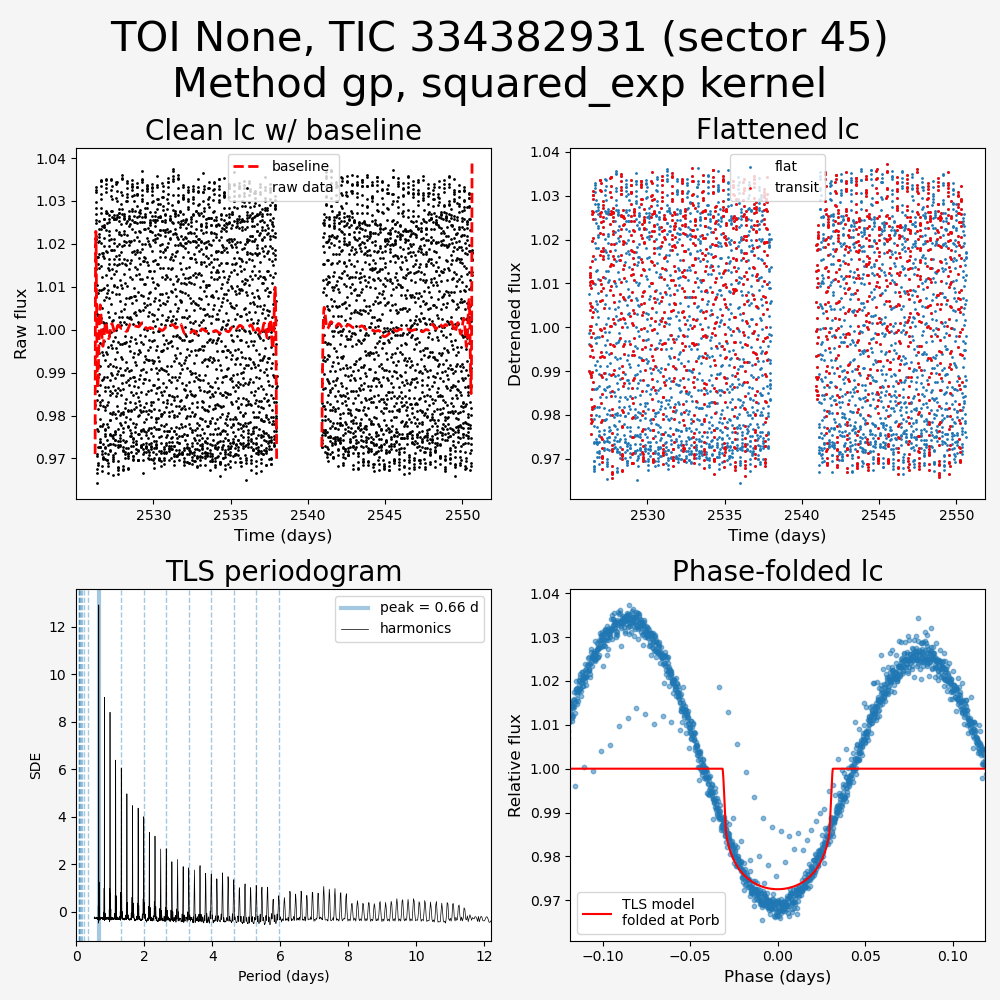 TOI None, TIC 334382931 (sector 45)
Method gp, squared_exp kernel
Clean lc w/ baseline
baseline
raw data
1.04
1.03
1.02
1.01
1.00
0.99
0.98
0.97
Raw flux
2530
2535
2540
2545
2550
Time (days)
Flattened lc
flat
transit
1.04
1.03
1.02
1.01
1.00
0.99
0.98
0.97
Detrended flux
2530
2535
2540
2545
2550
Time (days)
TLS periodogram
peak = 0.66 d
harmonics
12
10
8
6
4
2
0
SDE
0
2
4
6
8
10
12
Period (days)
Phase-folded lc
1.04
1.03
1.02
1.01
1.00
0.99
0.98
0.97
Relative flux
TLS model
folded at Porb
−0.10
−0.05
0.00
0.05
0.10
Phase (days)